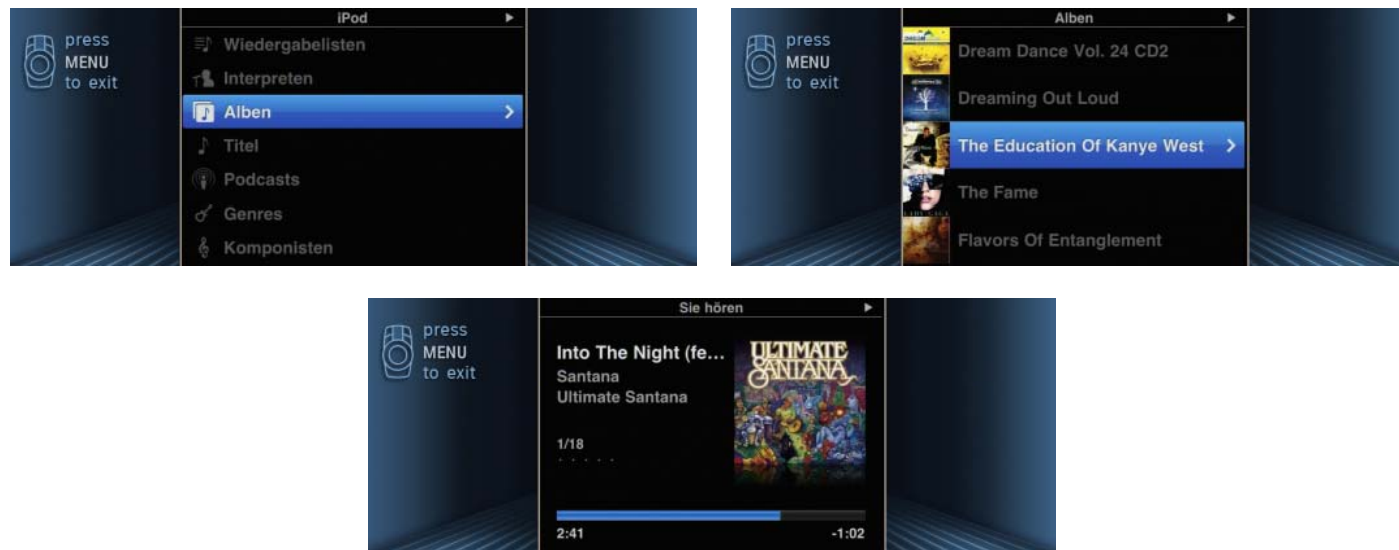 press
MENU
to exit
iPod
Wiedergabelisten
Interpreten
Alben
Titel
Podcasts
Genres
Komponisten
press
MENU
to exit
Alben
Dream Dance Vol. 24 CD2
Dreaming Out Loud
The Education Of Kanye West
The Fame
Flavors Of Entanglement
press
MENU
to exit
Sie hören
Into The Night (fe...
Santana
Ultimate Santana
1/18
ULTIMATE
SANTANA
2:41
-1:02